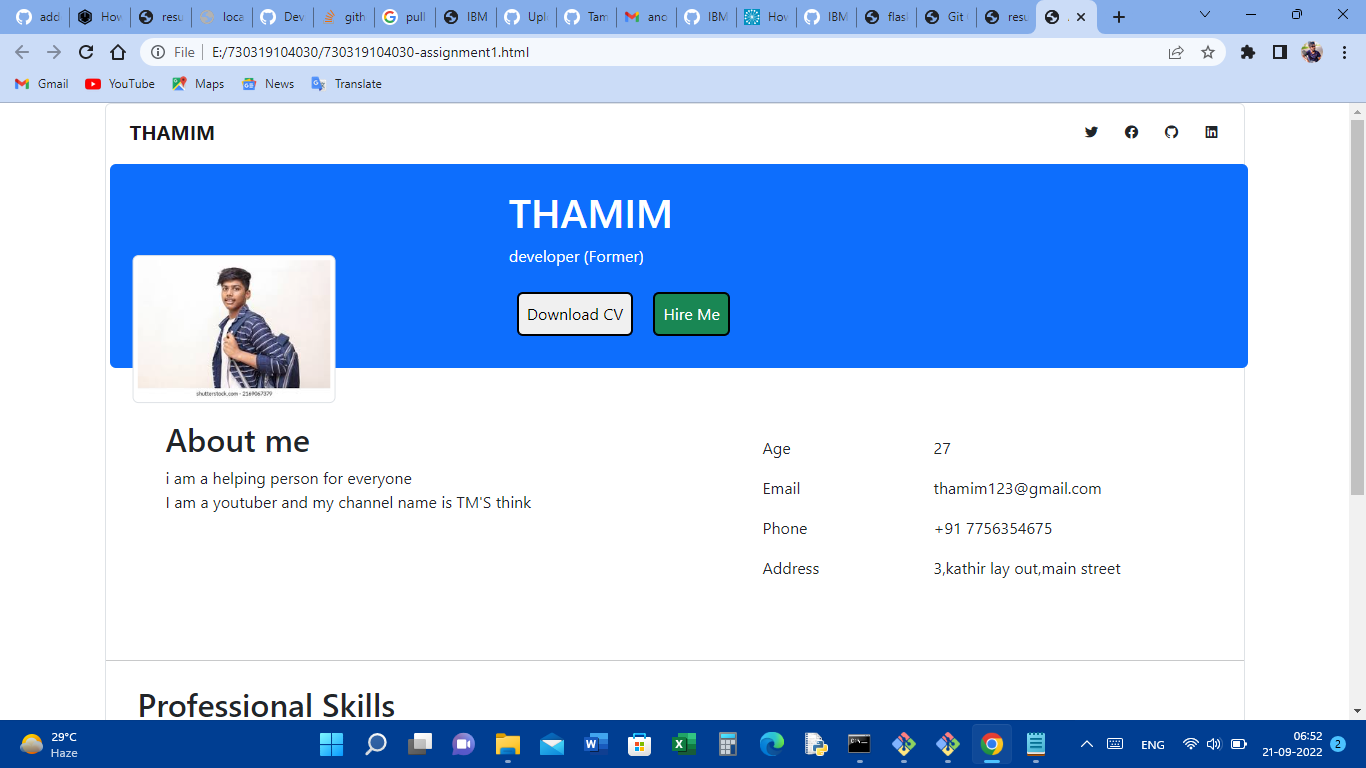 add
How
resu
loca
Dev
gith
pull
IBM
Uplo
Tam
ano
IBM
How
IBM
flas
Git
resu
File
E:/730319104030/730319104030-assignment1.html
Gmail
YouTube
Maps
News
Translate
THAMIM
THAMIM
developer (Former)
Download CV
Hire Me
shutterstock.com · 2169067379
About me
i am a helping person for everyone
I am a youtuber and my channel name is TM'S think
Age 27
Email thamim123@gmail.com
Phone +91 7756354675
Address 3,kathir lay out,main street
Professional Skills
29°C
Haze
ENG
06:52
21-09-2022
2